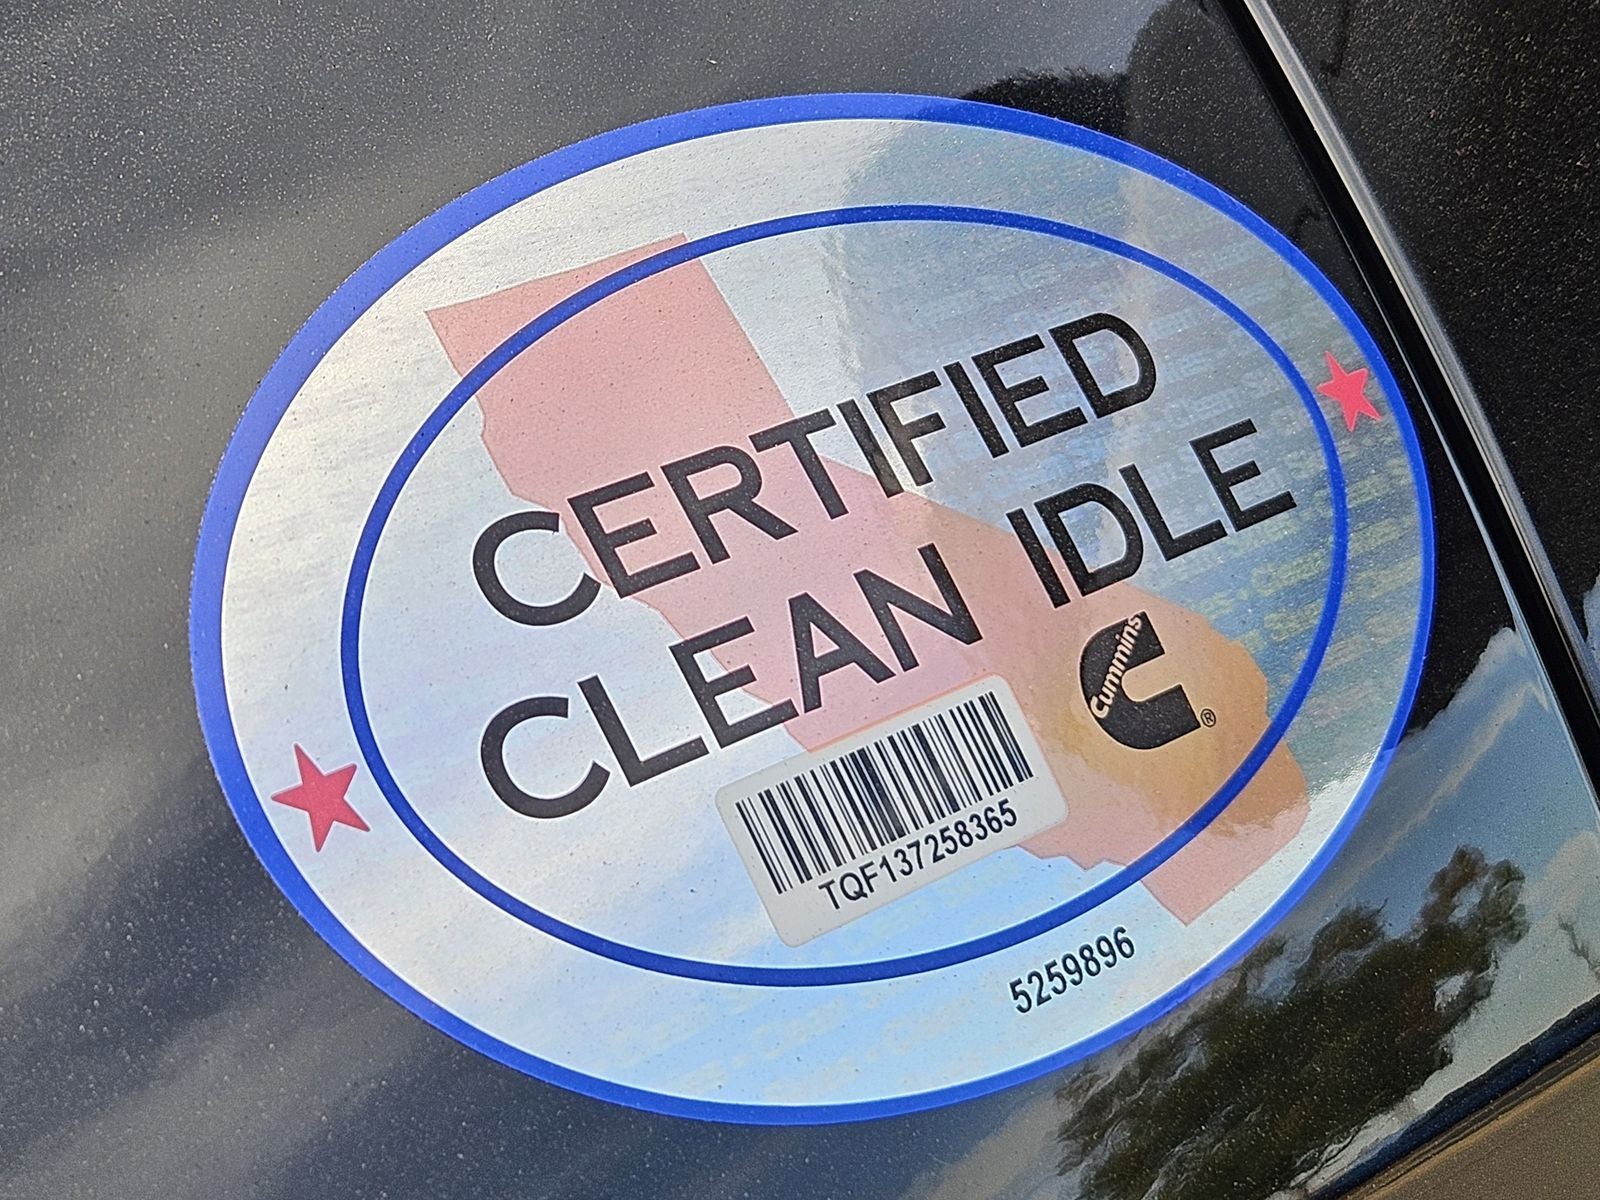 CERTIFIED
CLEAN IDLE
Cummins
®
TQF137258365
5259896